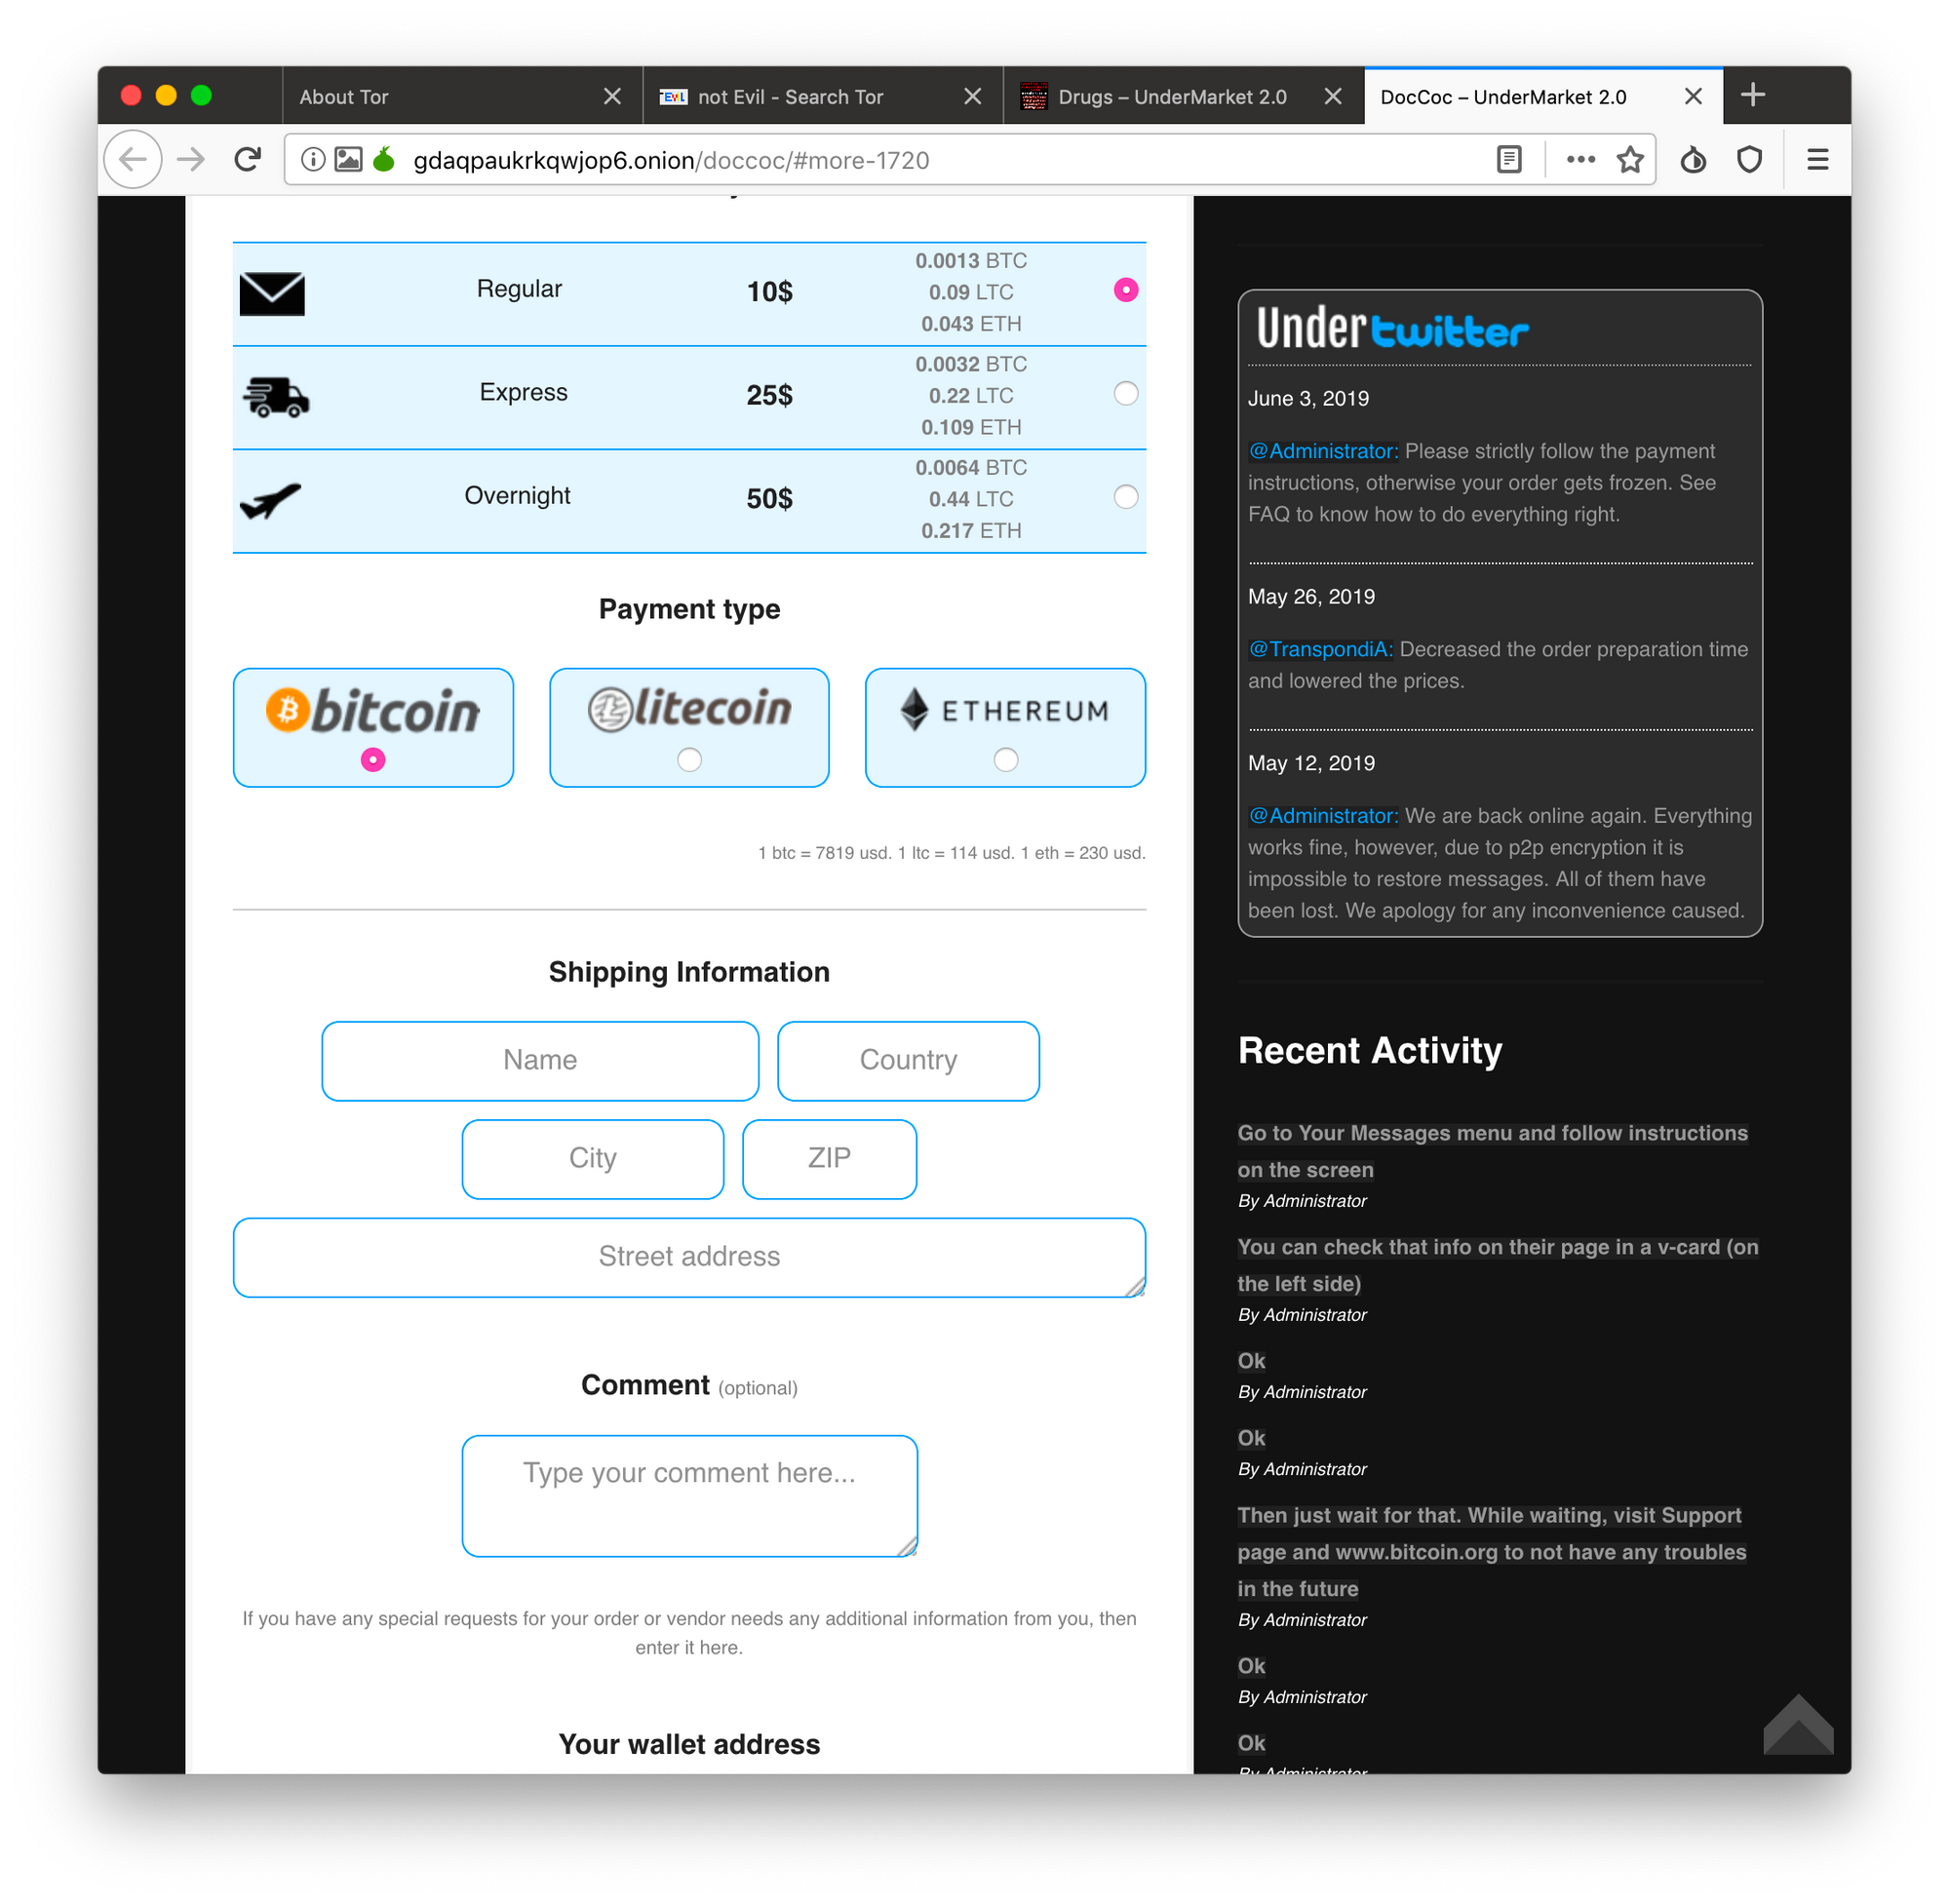 About Tor
not Evil - Search Tor
Drugs – UnderMarket 2.0
DocCoc – UnderMarket 2.0
gdaqpaukrkqwjop6.onion/doccoc/#more-1720
Regular 10$ 0.0013 BTC
0.09 LTC
0.043 ETH
Express 25$ 0.0032 BTC
0.22 LTC
0.109 ETH
Overnight 50$ 0.0064 BTC
0.44 LTC
0.217 ETH
Payment type
bitcoin
litecoin
ETHEREUM
1 btc = 7819 usd. 1 ltc = 114 usd. 1 eth = 230 usd.
Shipping Information
Name
Country
City
ZIP
Street address
Comment (optional)
Type your comment here...
If you have any special requests for your order or vendor needs any additional information from you, then
enter it here.
Your wallet address
Under twitter
June 3, 2019
@Administrator: Please strictly follow the payment
instructions, otherwise your order gets frozen. See
FAQ to know how to do everything right.
May 26, 2019
@TranspondiA: Decreased the order preparation time
and lowered the prices.
May 12, 2019
@Administrator: We are back online again. Everything
works fine, however, due to p2p encryption it is
impossible to restore messages. All of them have
been lost. We apology for any inconvenience caused.
Recent Activity
Go to Your Messages menu and follow instructions
on the screen
By Administrator
You can check that info on their page in a v-card (on
the left side)
By Administrator
Ok
By Administrator
Ok
By Administrator
Then just wait for that. While waiting, visit Support
page and www.bitcoin.org to not have any troubles
in the future
By Administrator
Ok
By Administrator
Ok
By Administrator